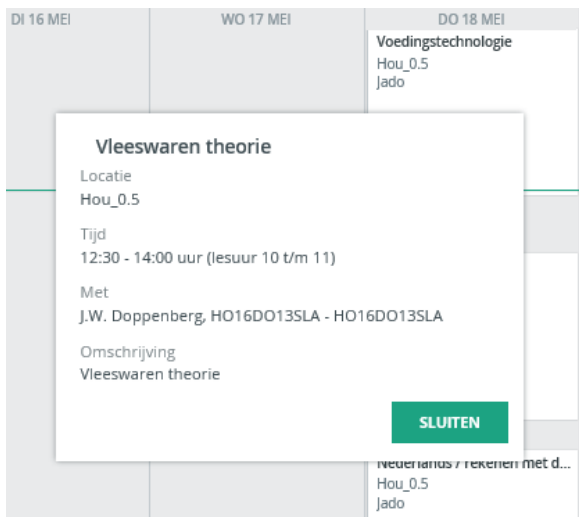 DI 16 MEI
WO 17 MEI
DO 18 MEI
Voedingstechnologie
Hou_0.5
Jado
Vleeswaren theorie
Locatie
Hou_0.5
Tijd
12:30 - 14:00 uur (lesuur 10 t/m 11)
Met
J.W. Doppenberg, HO16DO13SLA - HO16DO13SLA
Omschrijving
Vleeswaren theorie
SLUITEN
Nederlands / rekenen met d...
Hou_0.5
Jado